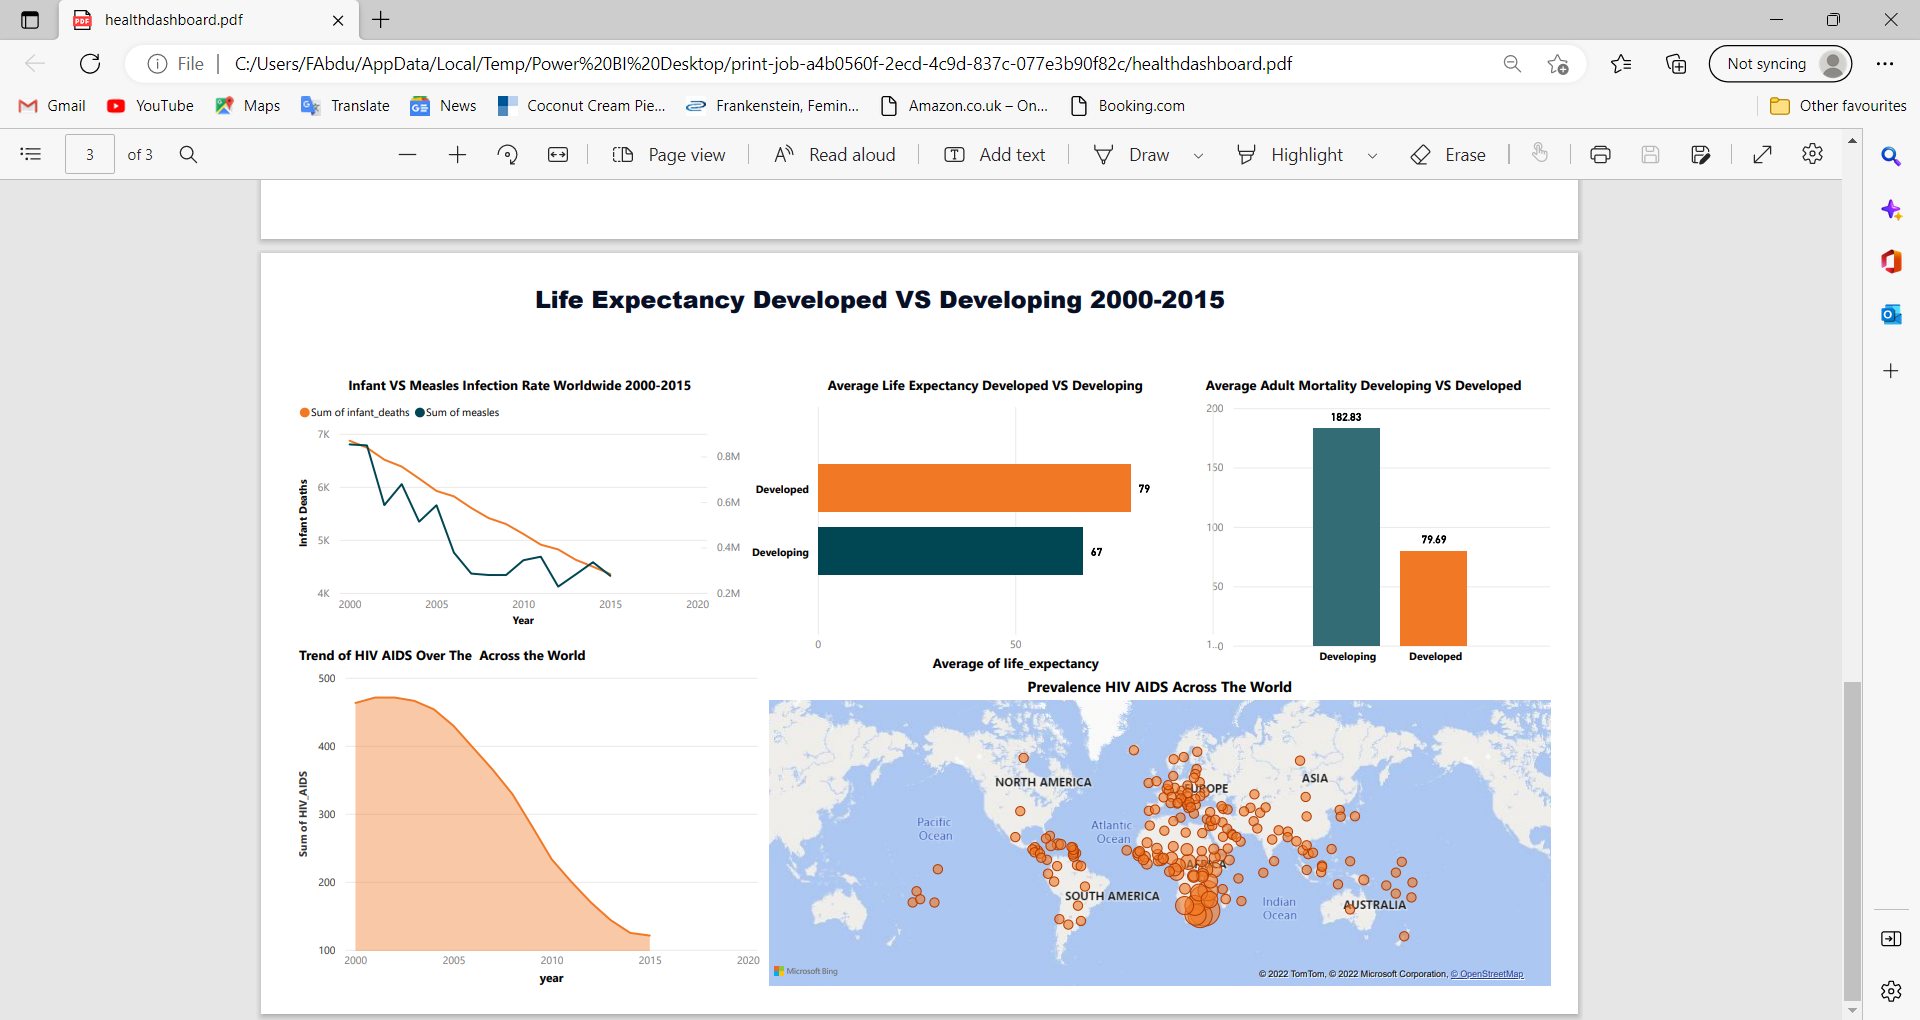 healthdashboard.pdf
File
C:/Users/FAbdu/AppData/Local/Temp/Power%20BI%20Desktop/print-job-a4b0560f-2ecd-4c9d-837c-077e3b90f82c/healthdashboard.pdf
Not syncing
Gmail YouTube Maps Translate News Coconut Cream Pie... Frankenstein, Femin... Amazon.co.uk – On... Booking.com Other favourites
3 of 3 Page view Read aloud Add text Draw Highlight Erase
Life Expectancy Developed VS Developing 2000-2015
Infant VS Measles Infection Rate Worldwide 2000-2015
Sum of infant_deaths Sum of measles
7K
6K
5K
4K
Infant Deaths
0.8M
0.6M
0.4M
0.2M
2000 2005 2010 2015 2020
Year
Average Life Expectancy Developed VS Developing
Developed 79
Developing 67
0 50
Average of life_expectancy
Average Adult Mortality Developing VS Developed
200
150
100
50
1...0
182.83
79.69
Developing Developed
Trend of HIV AIDS Over The Across the World
500
400
300
200
100
Sum of HIV_AIDS
2000 2005 2010 2015 2020
year
Prevalence HIV AIDS Across The World
NORTH AMERICA
EUROPE
ASIA
Pacific
Ocean
Atlantic
Ocean
AFRICA
SOUTH AMERICA
Indian
Ocean
AUSTRALIA
Microsoft Bing
© 2022 TomTom, © 2022 Microsoft Corporation, © OpenStreetMap